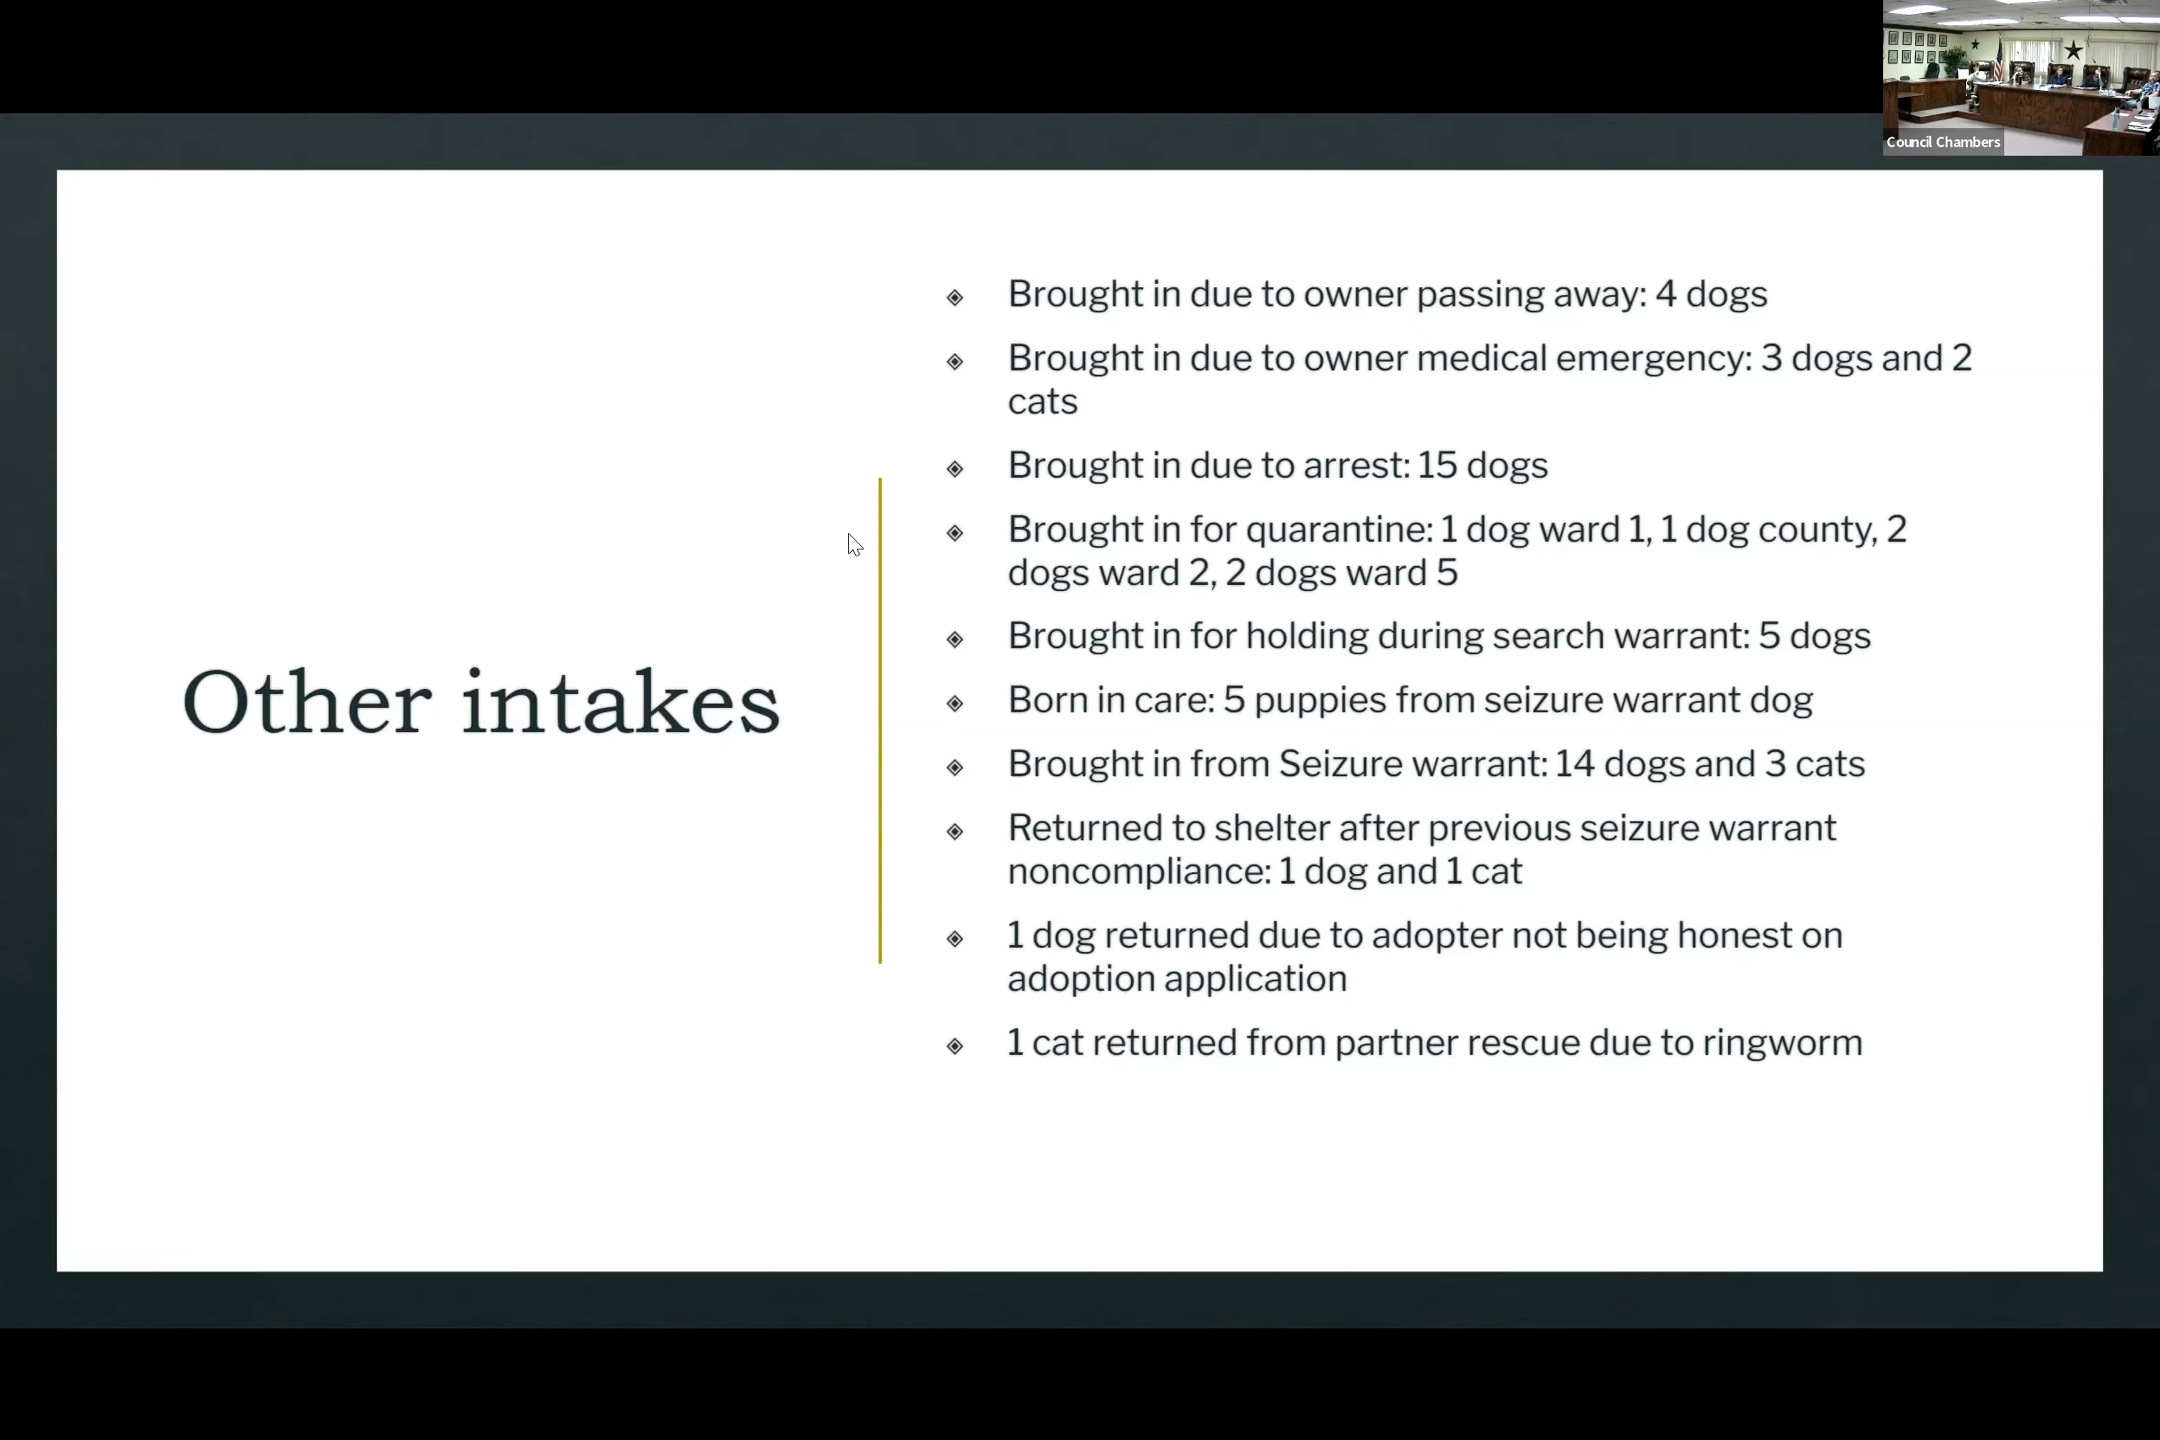 Council Chambers
Other intakes
Brought in due to owner passing away: 4 dogs
Brought in due to owner medical emergency: 3 dogs and 2
cats
Brought in due to arrest: 15 dogs
Brought in for quarantine: 1 dog ward 1, 1 dog county, 2
dogs ward 2, 2 dogs ward 5
Brought in for holding during search warrant: 5 dogs
Born in care: 5 puppies from seizure warrant dog
Brought in from Seizure warrant: 14 dogs and 3 cats
Returned to shelter after previous seizure warrant
noncompliance: 1 dog and 1 cat
1 dog returned due to adopter not being honest on
adoption application
1 cat returned from partner rescue due to ringworm